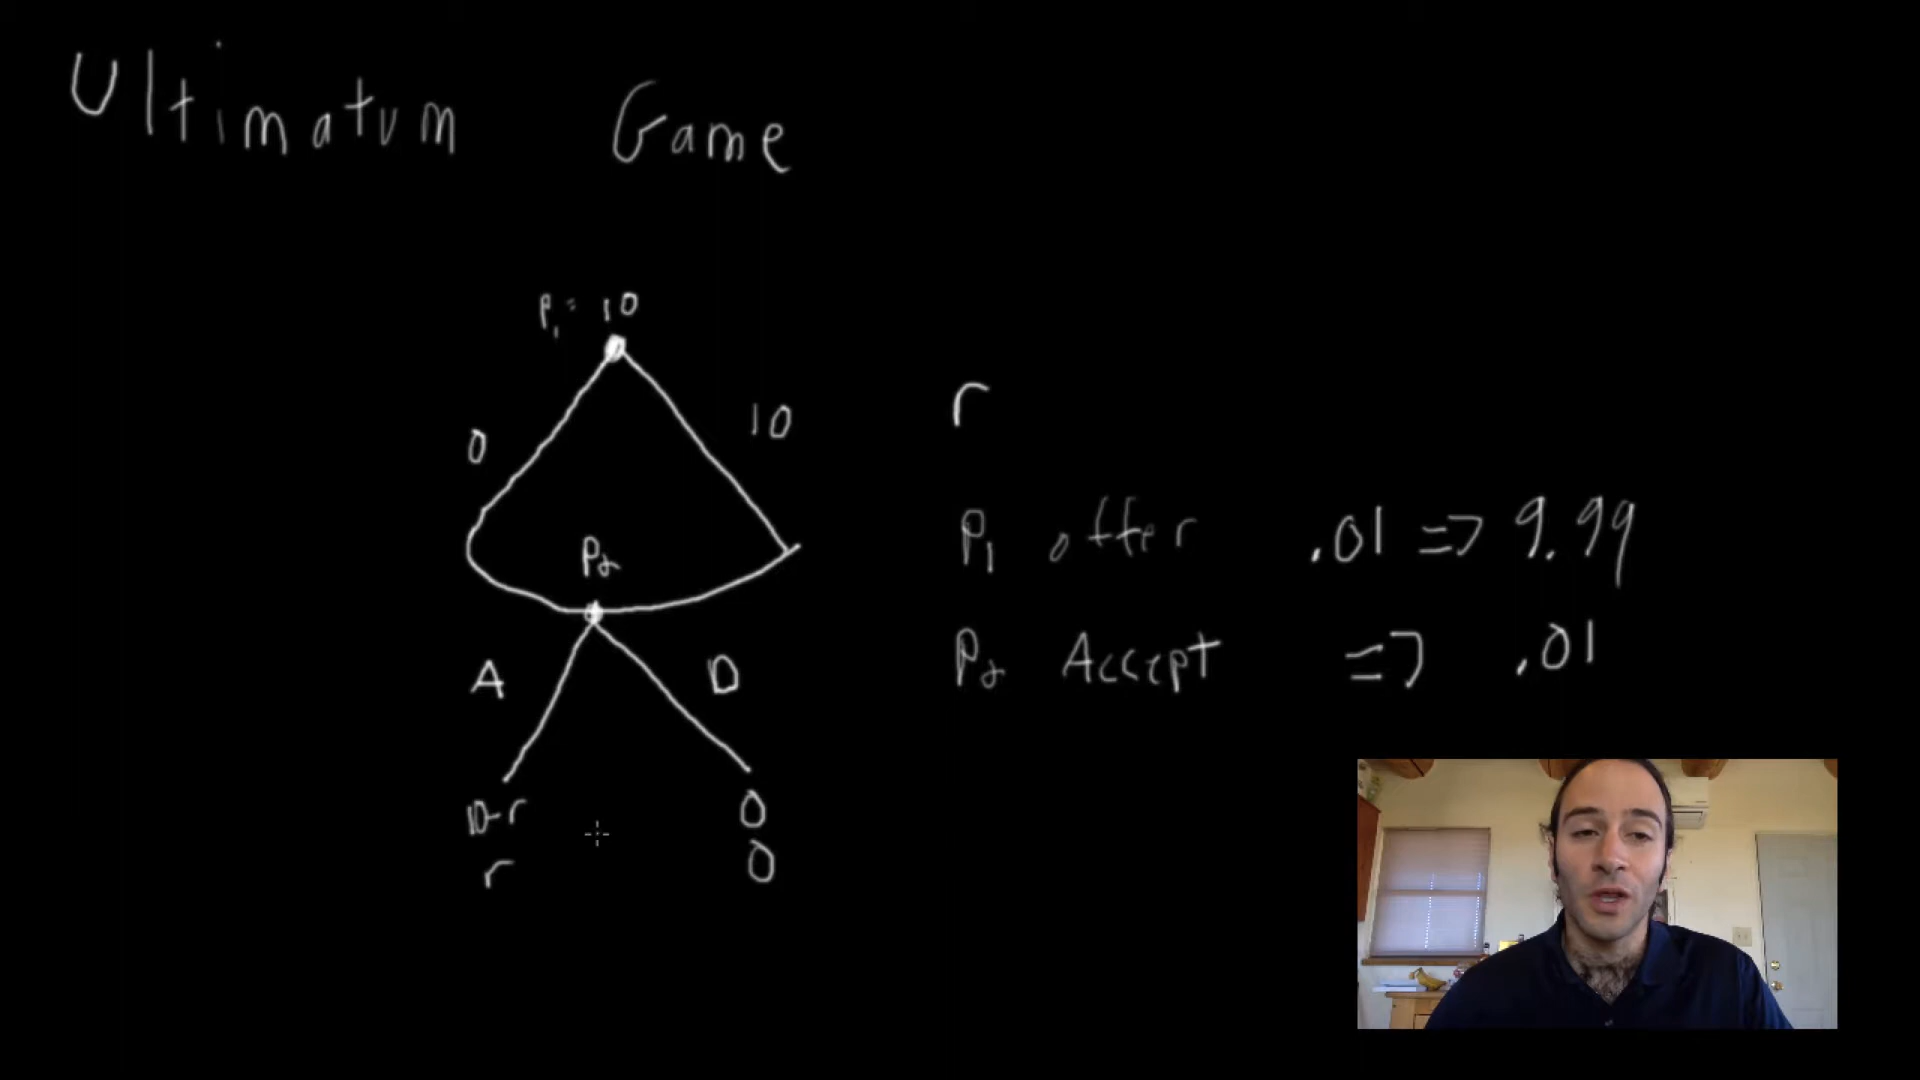 Ultimatum Game
P1 = 10
0
10
r
P1 offer .01 => 9.99
P2
A
D
P2 Accept => .01
10-r
0
r
0